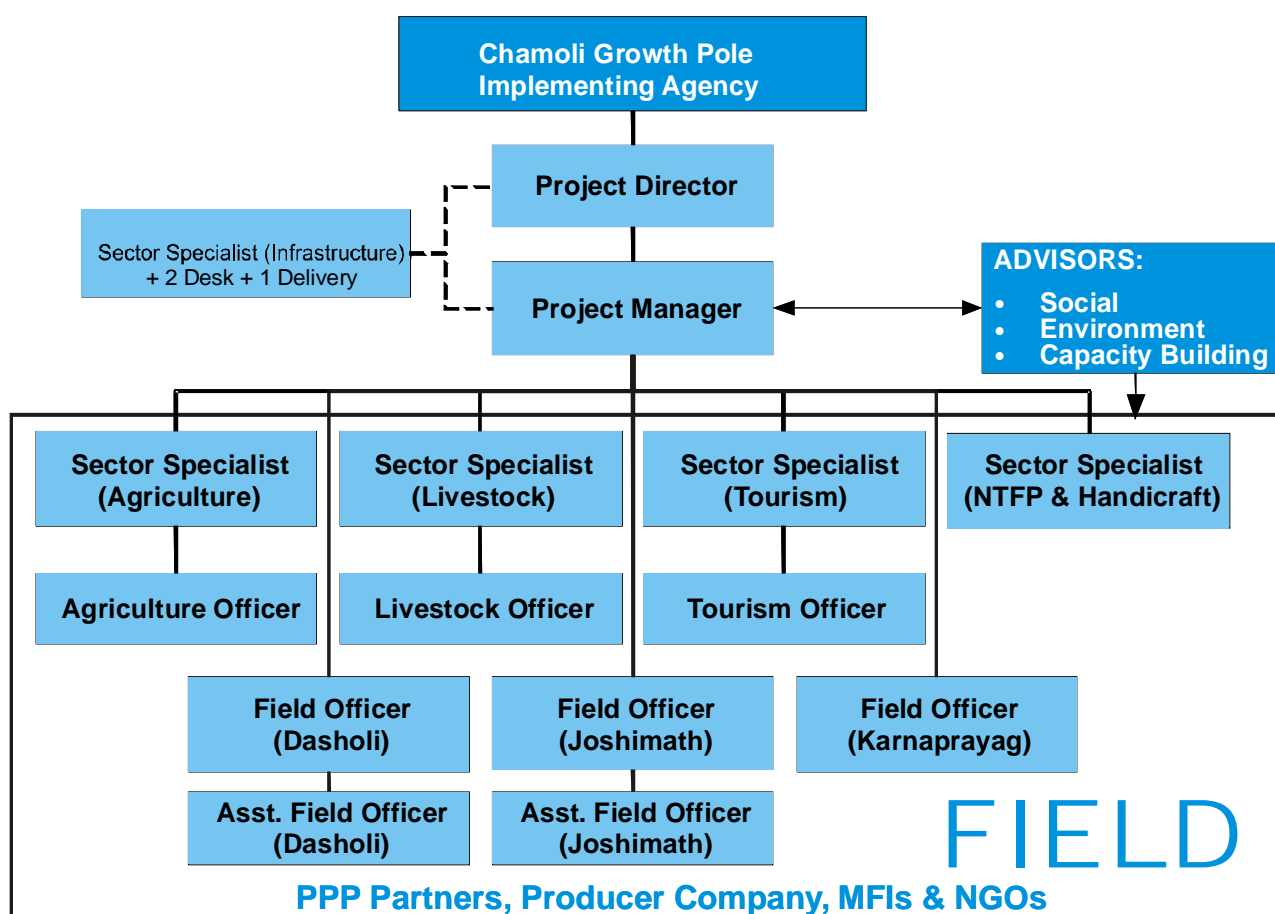 Chamoli Growth Pole
Implementing Agency
Project Director
Sector Specialist (Infrastructure)
+ 2 Desk + 1 Delivery
Project Manager
ADVISORS:
• Social
• Environment
• Capacity Building
Sector Specialist
(Agriculture)
Sector Specialist
(Livestock)
Sector Specialist
(Tourism)
Sector Specialist
(NTFP & Handicraft)
Agriculture Officer
Livestock Officer
Tourism Officer
Field Officer
(Dasholi)
Field Officer
(Joshimath)
Field Officer
(Karnaprayag)
Asst. Field Officer
(Dasholi)
Asst. Field Officer
(Joshimath)
FIELD
PPP Partners, Producer Company, MFIs & NGOs